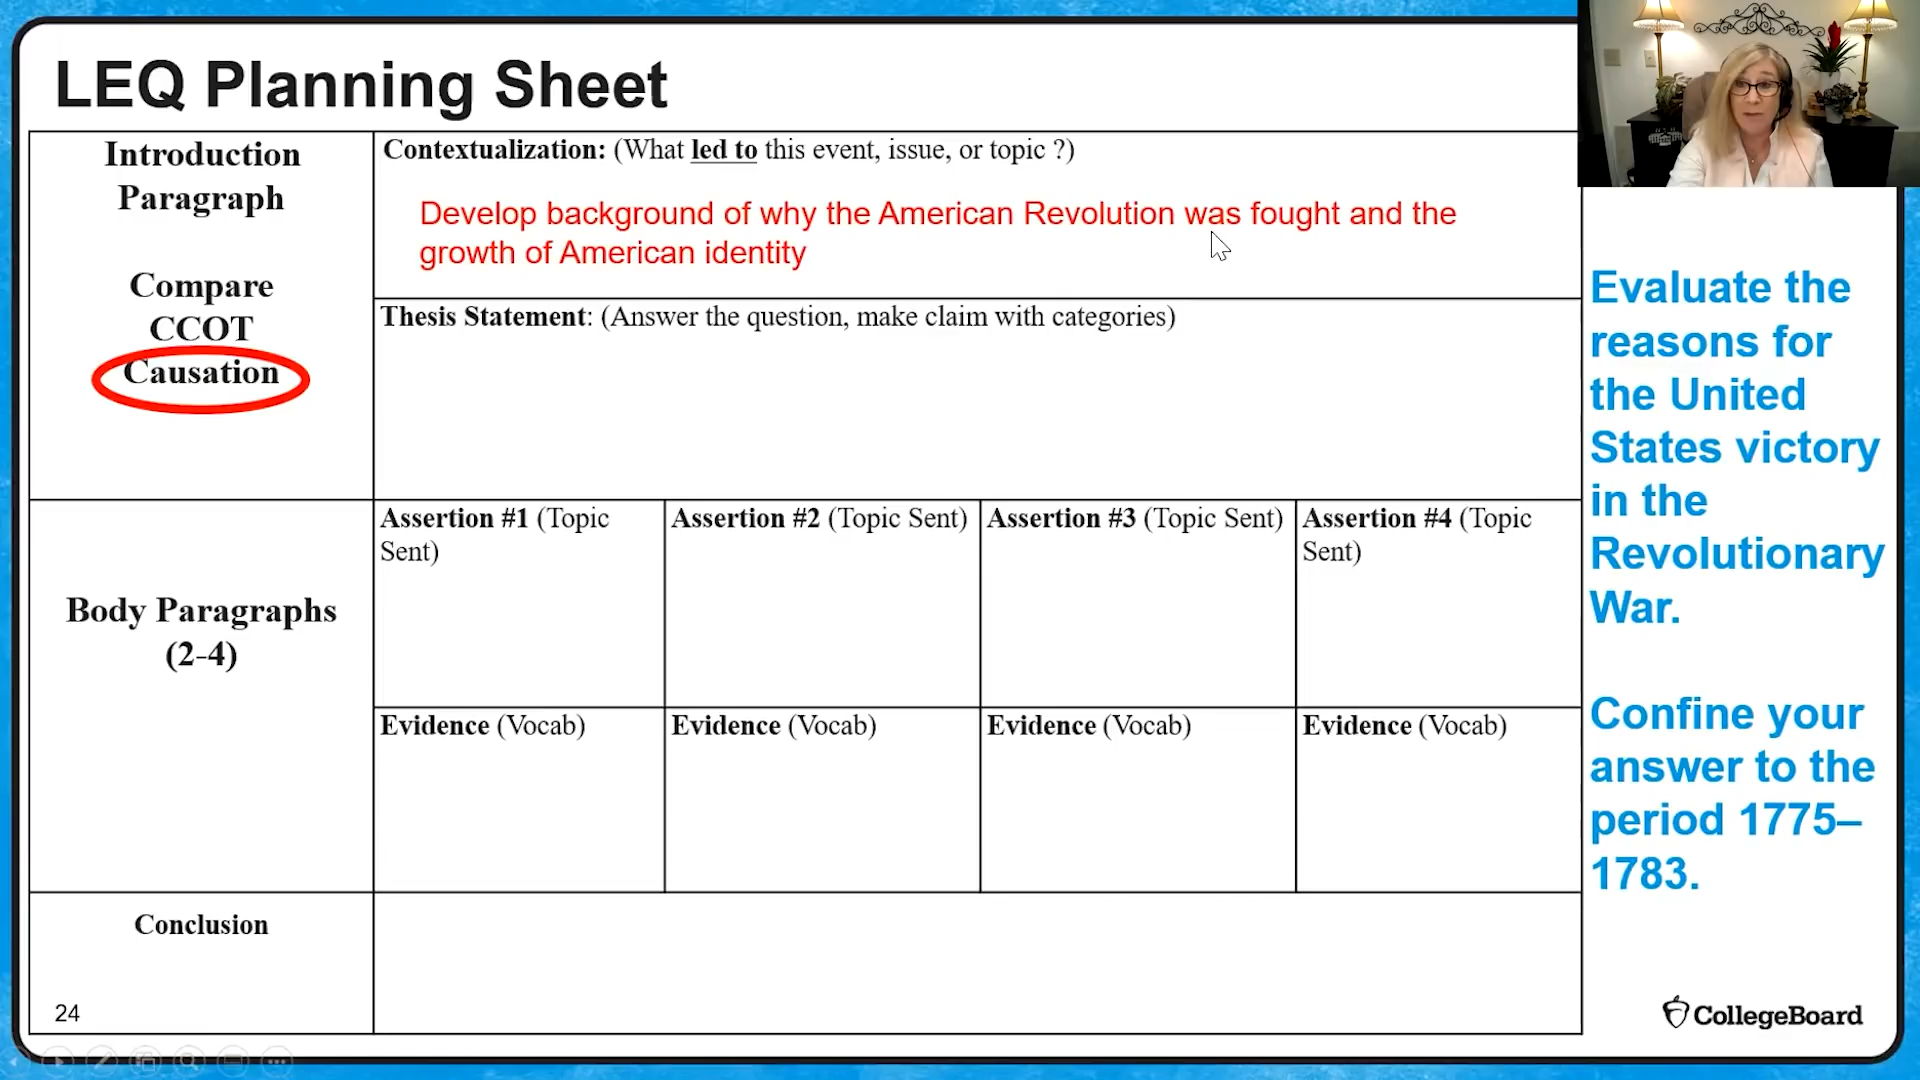 LEQ Planning Sheet
Introduction
Paragraph
Compare
CCOT
Causation
Contextualization: (What led to this event, issue, or topic ?)
Develop background of why the American Revolution was fought and the
growth of American identity
Thesis Statement: (Answer the question, make claim with categories)
Body Paragraphs
(2-4)
Assertion #1 (Topic
Sent)
Assertion #2 (Topic Sent)
Assertion #3 (Topic Sent)
Assertion #4 (Topic
Sent)
Evidence (Vocab)
Evidence (Vocab)
Evidence (Vocab)
Evidence (Vocab)
Conclusion
Evaluate the
reasons for
the United
States victory
in the
Revolutionary
War.
Confine your
answer to the
period 1775–
1783.
24
CollegeBoard